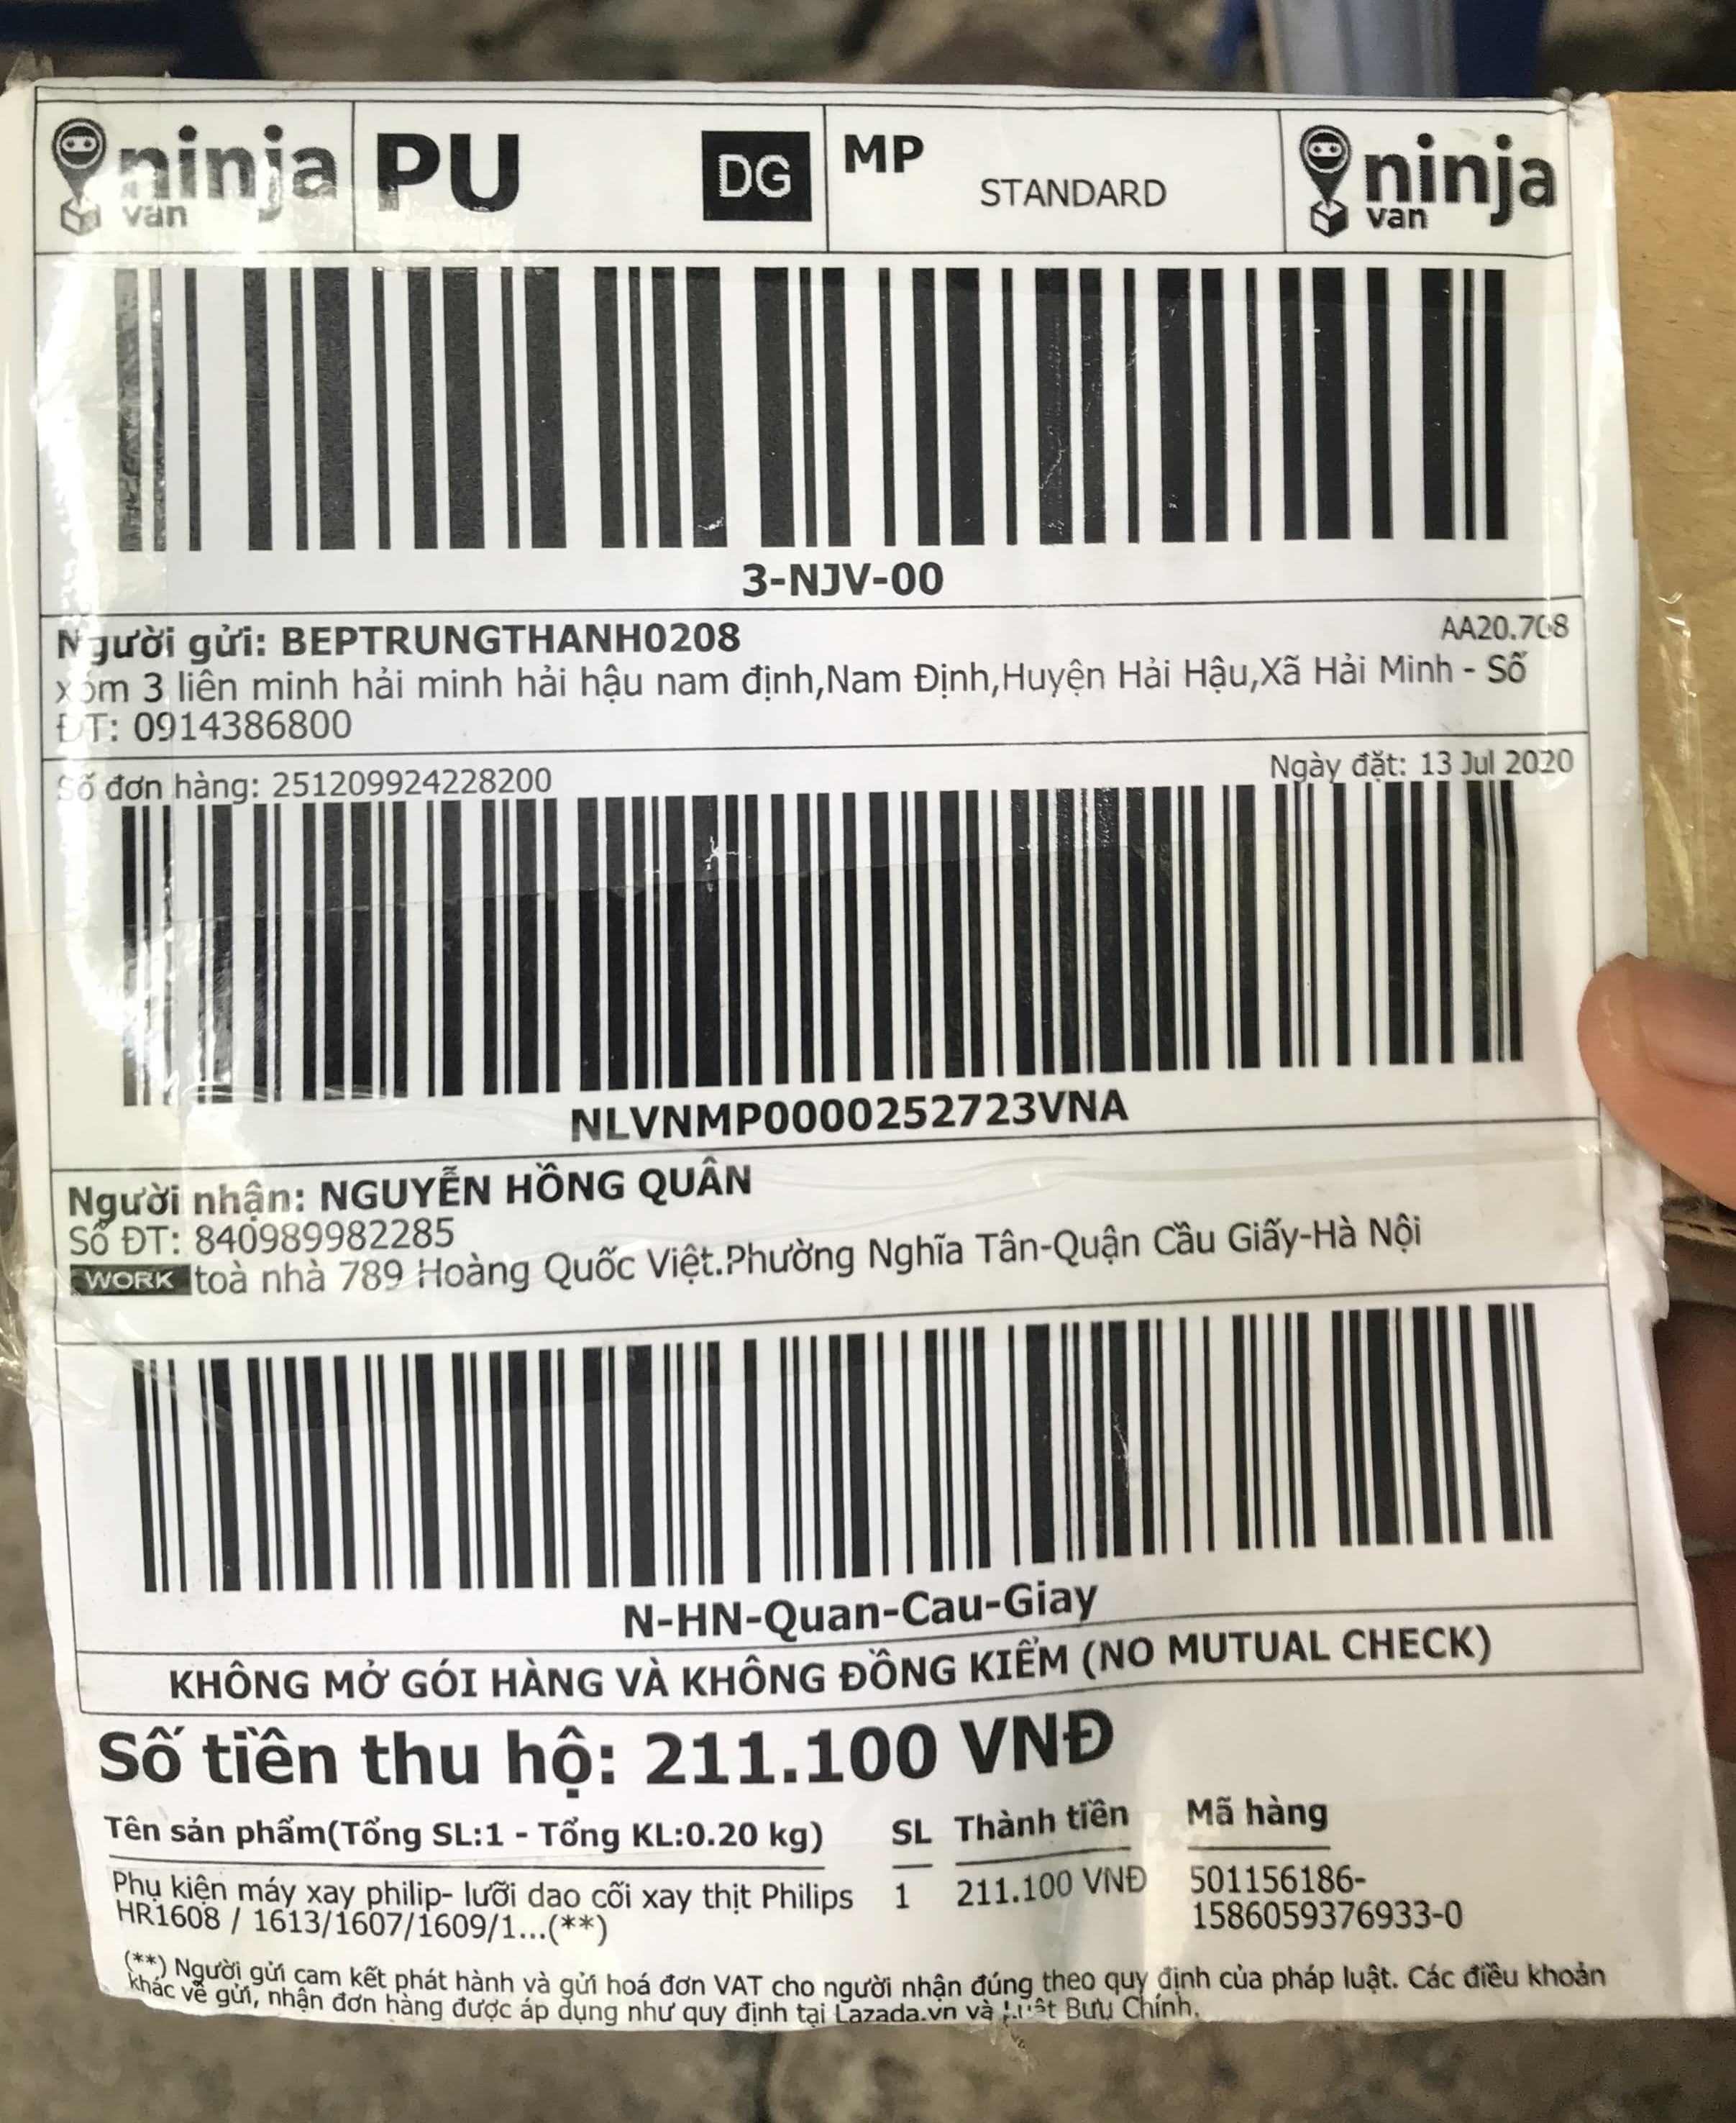 ninja van PU DG MP STANDARD ninja van
3-NJV-00
Người gửi: BEPTRUNGTHANH0208
xóm 3 liên minh hải minh hải hậu nam định,Nam Định,Huyện Hải Hậu,Xã Hải Minh - Số
ĐT: 0914386800
Số đơn hàng: 251209924228200
Ngày đặt: 13 Jul 2020
NLVNMP0000252723VNA
Người nhận: NGUYỄN HỒNG QUÂN
Số ĐT: 840989982285
WORK toà nhà 789 Hoàng Quốc Việt.Phường Nghĩa Tân-Quận Cầu Giấy-Hà Nội
N-HN-Quan-Cau-Giay
KHÔNG MỞ GÓI HÀNG VÀ KHÔNG ĐỒNG KIỂM (NO MUTUAL CHECK)
Số tiền thu hộ: 211.100 VNĐ
Tên sản phẩm(Tổng SL:1 - Tổng KL:0.20 kg) SL Thành tiền Mã hàng
Phụ kiện máy xay philip- lưỡi dao cối xay thịt Philips 1 211.100 VNĐ 501156186-
HR1608 / 1613/1607/1609/1...(**) 1586059376933-0
(**) Người gửi cam kết phát hành và gửi hoá đơn VAT cho người nhận đúng theo quy định của pháp luật. Các điều khoản
khác về gửi, nhận đơn hàng được áp dụng như quy định tại Lazada.vn và Luật Bưu Chính.